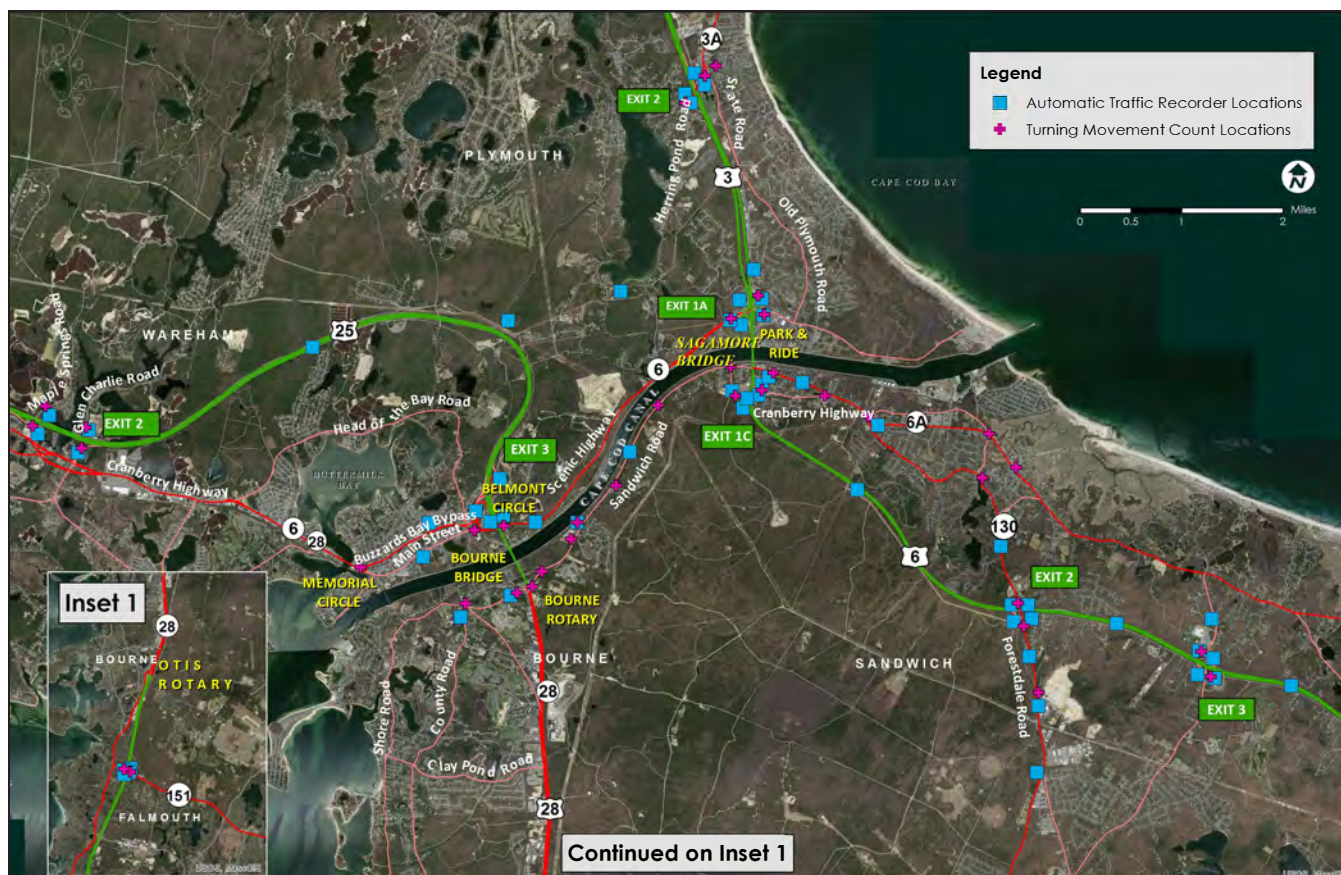 3A
Legend
Automatic Traffic Recorder Locations
Turning Movement Count Locations
EXIT 2
State Road
Herring Pond Road
PLYMOUTH
3
CAPE COD BAY
N
0 0.5 1 2 Miles
Old Plymouth Road
EXIT 1A
WAREHAM
25
SAGAMORE
BRIDGE
PARK &
RIDE
Maple Springs Road
Glen Charlie Road
6
EXIT 2
Head of the Bay Road
Scenic Highway
CAPE COD CANAL
Sandwich Road
Cranberry Highway
6A
EXIT 1C
EXIT 3
Cranberry Highway
BUTTERMILK
BAY
BELMONT
CIRCLE
6
28
Buzzards Bay Bypass
Main Street
130
6
MEMORIAL
CIRCLE
BOURNE
BRIDGE
BOURNE
ROTARY
EXIT 2
Inset 1
28
BOURNE
OTIS
ROTARY
151
FALMOUTH
BOURNE
SANDWICH
28
Shore Road
County Road
Forestdale Road
EXIT 3
Clay Pond Road
28
Continued on Inset 1